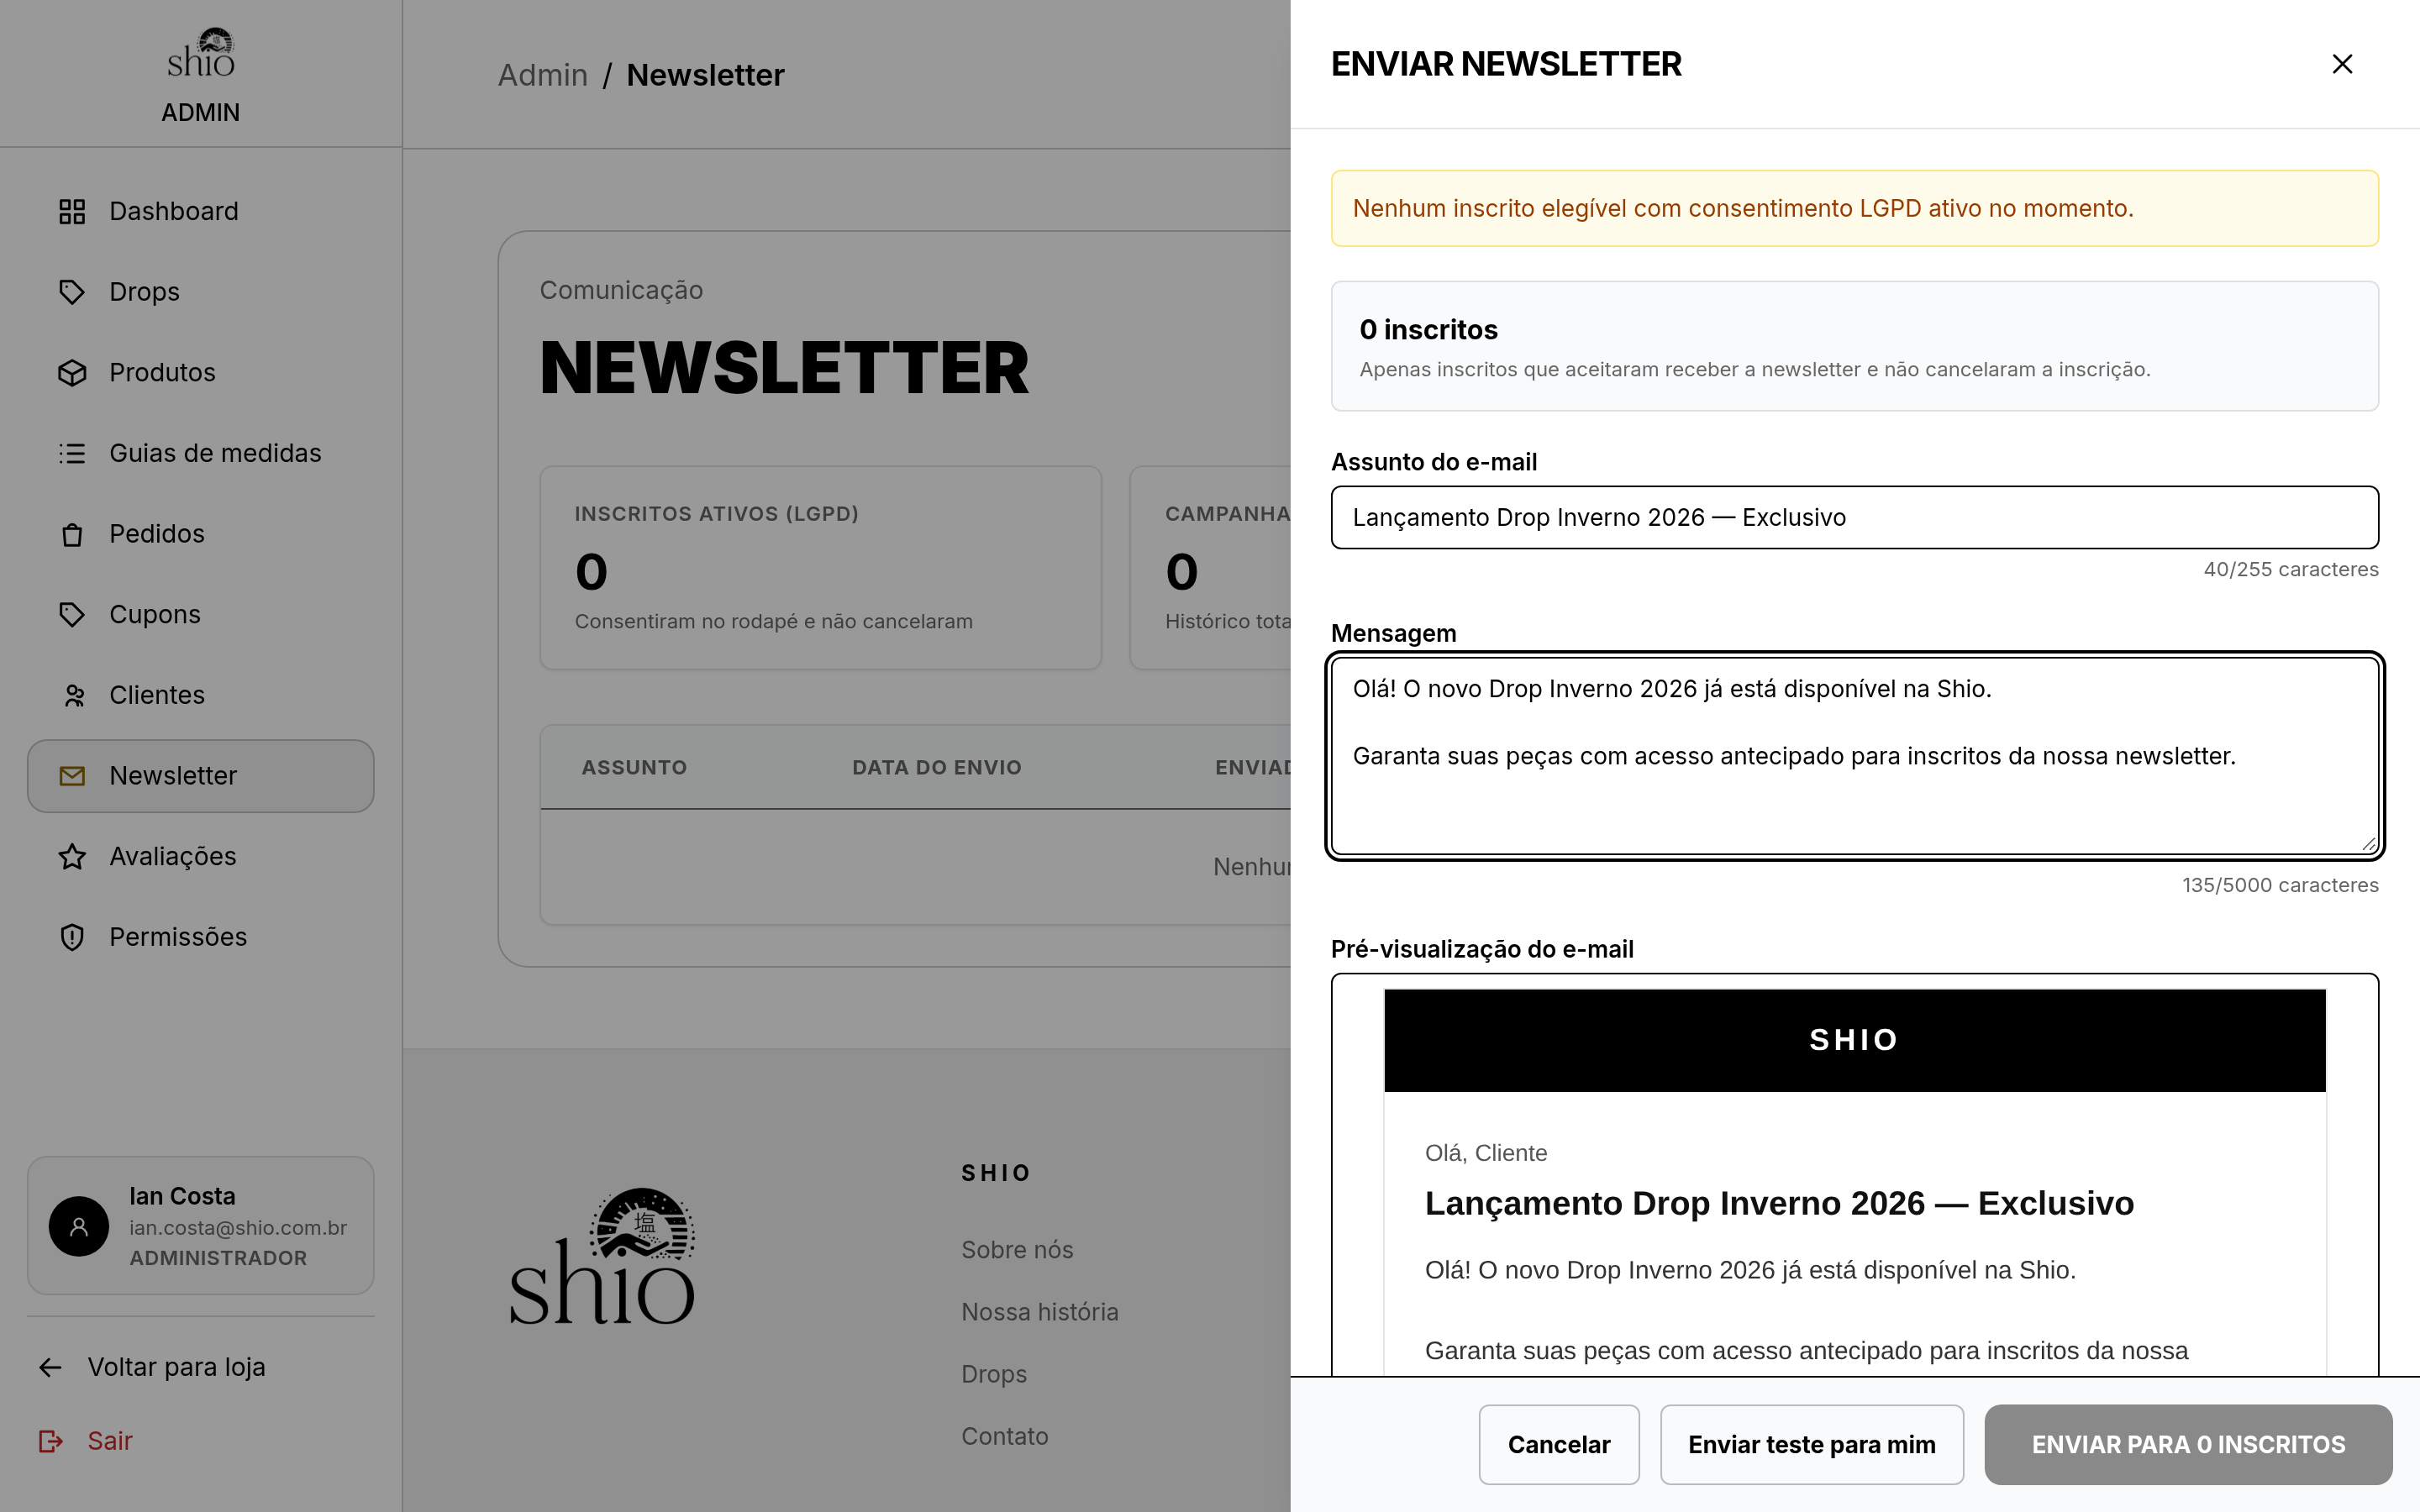 shio
ADMIN
Dashboard
Drops
Produtos
Guias de medidas
Pedidos
Cupons
Clientes
Newsletter
Avaliações
Permissões
Ian Costa
ian.costa@shio.com.br
ADMINISTRADOR
Voltar para loja
Sair
Admin / Newsletter
Comunicação
NEWSLETTER
INSCRITOS ATIVOS (LGPD)
0
Consentiram no rodapé e não cancelaram
0
Histórico
ASSUNTO
DATA DO ENVIO
塩
shio
SHIO
Sobre nós
Nossa história
Drops
Contato
ENVIAR NEWSLETTER
Nenhum inscrito elegível com consentimento LGPD ativo no momento.
0 inscritos
Apenas inscritos que aceitaram receber a newsletter e não cancelaram a inscrição.
Assunto do e-mail
Lançamento Drop Inverno 2026 — Exclusivo
40/255 caracteres
Mensagem
Olá! O novo Drop Inverno 2026 já está disponível na Shio.
Garanta suas peças com acesso antecipado para inscritos da nossa newsletter.
135/5000 caracteres
Pré-visualização do e-mail
SHIO
Olá, Cliente
Lançamento Drop Inverno 2026 — Exclusivo
Olá! O novo Drop Inverno 2026 já está disponível na Shio.
Garanta suas peças com acesso antecipado para inscritos da nossa
Cancelar
Enviar teste para mim
ENVIAR PARA 0 INSCRITOS